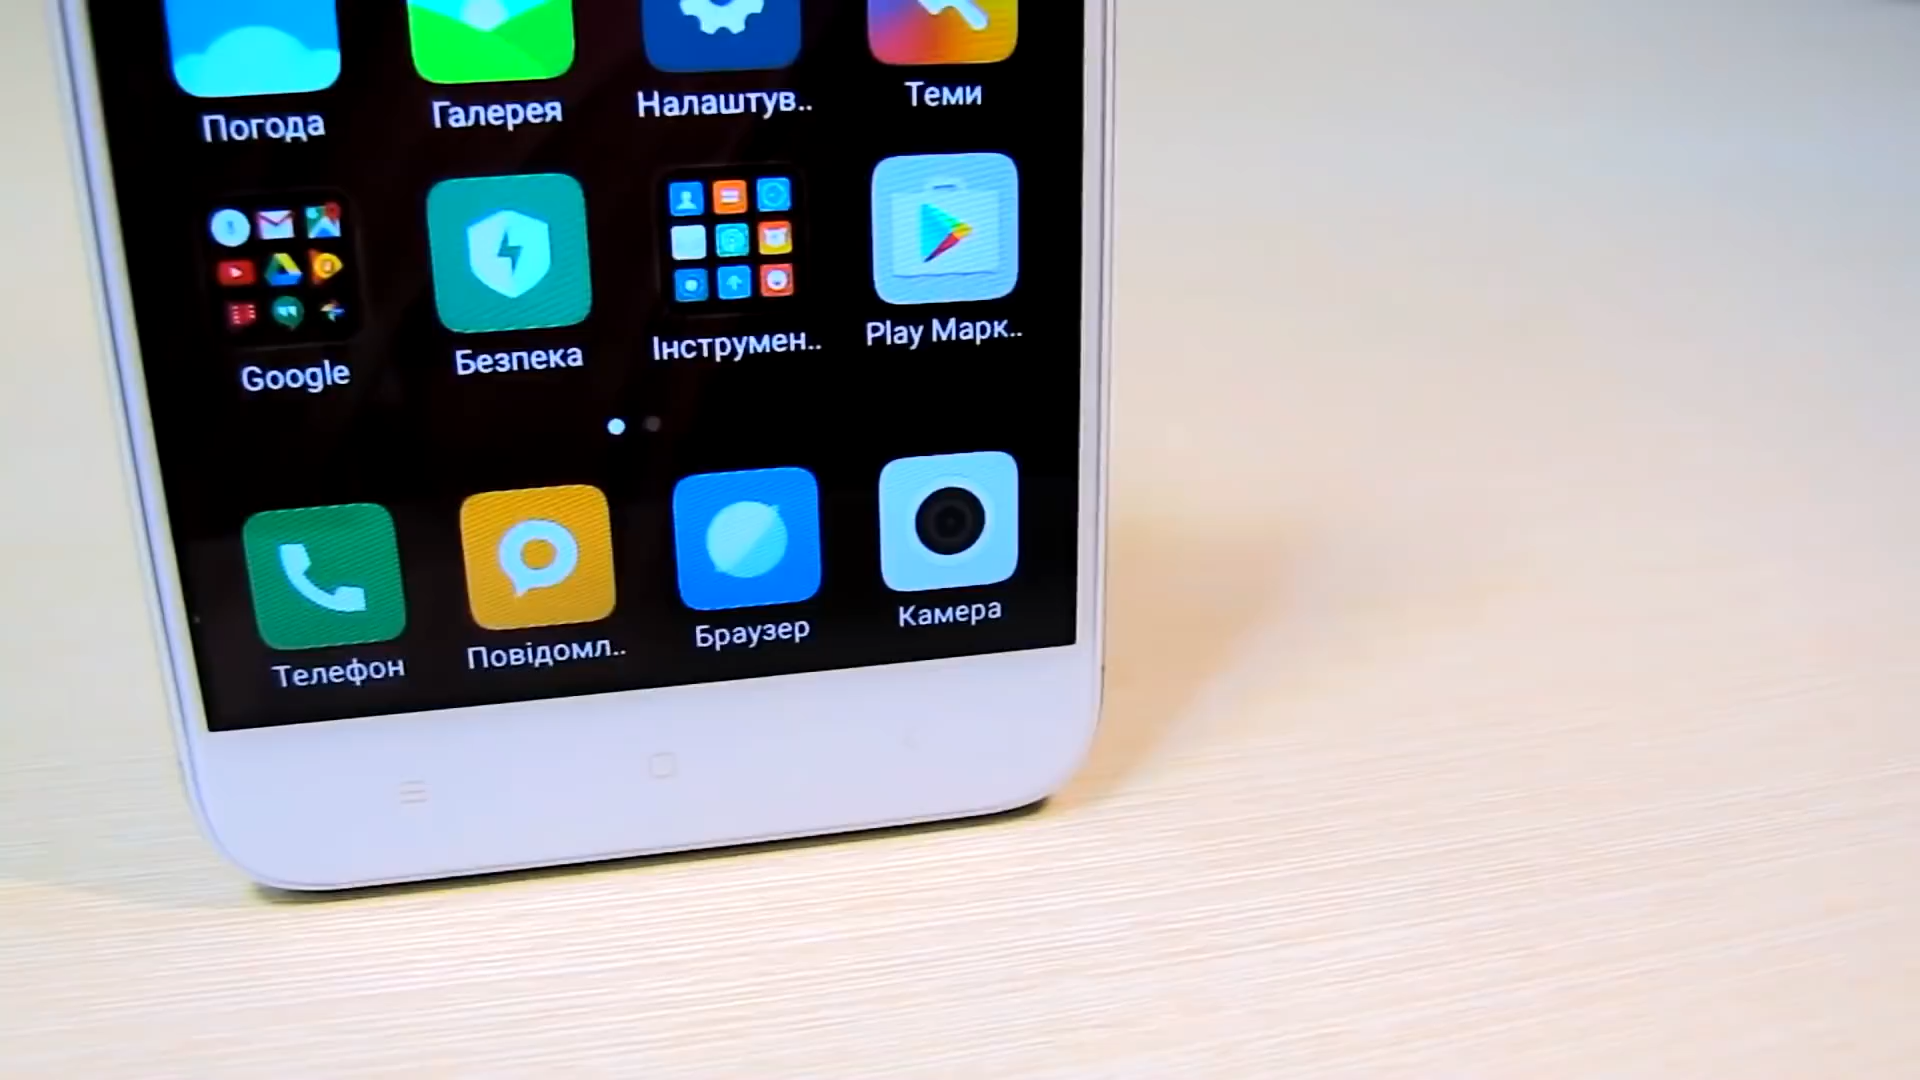 Погода
Галерея
Налаштув..
Теми
Google
Безпека
Інструмен..
Play Марк..
Телефон
Повідомл..
Браузер
Камера